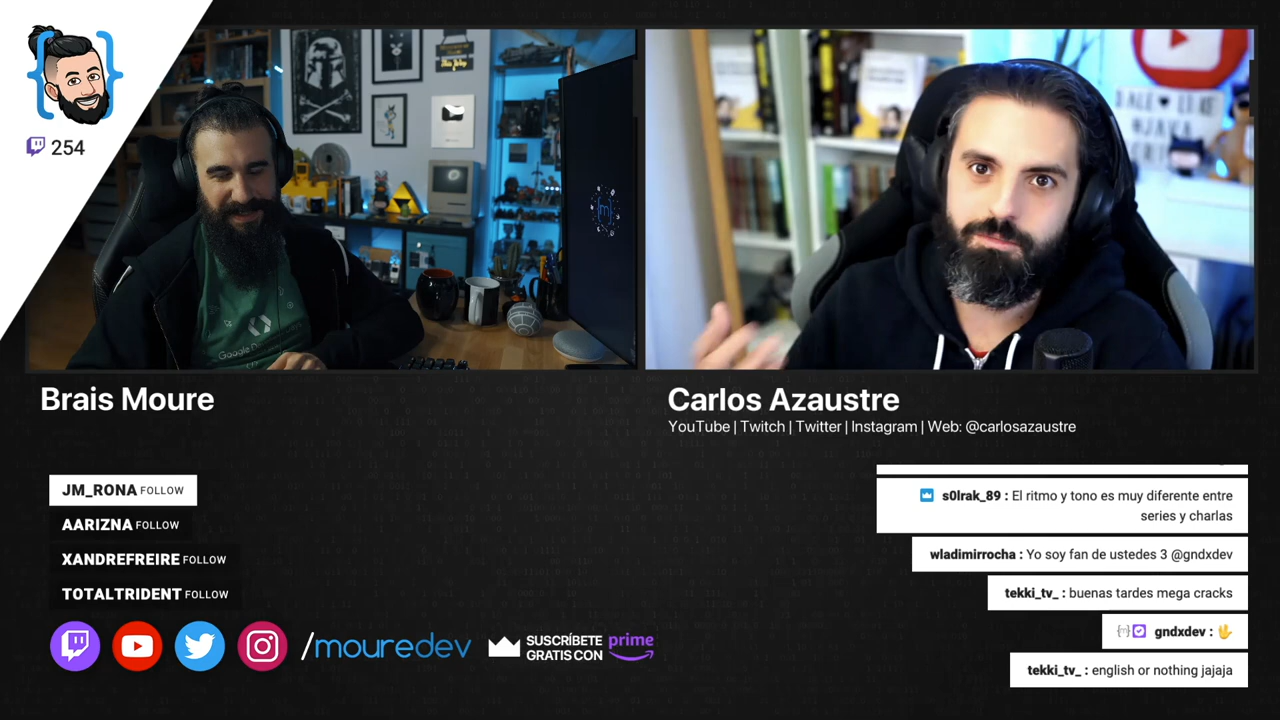 254
Brais Moure
Carlos Azaustre
YouTube | Twitch | Twitter | Instagram | Web: @carlosazaustre
JM_RONA FOLLOW
AARIZNA FOLLOW
XANDREFREIRE FOLLOW
TOTALTRIDENT FOLLOW
/mouredev
SUSCRÍBETE
GRATIS CON
prime
s0lrak_89 : El ritmo y tono es muy diferente entre
series y charlas
wladimirrocha : Yo soy fan de ustedes 3 @gndxdev
tekki_tv_ : buenas tardes mega cracks
{m} gndxdev : 🖖
tekki_tv_ : english or nothing jajaja